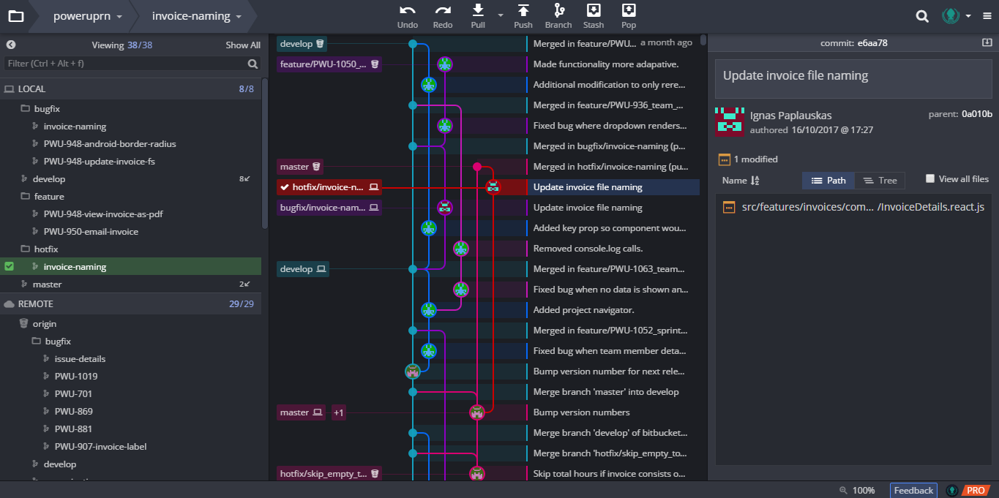 poweruprn
invoice-naming
Undo
Redo
Pull
Push
Branch
Stash
Pop
Viewing 38/38
Show All
Filter (Ctrl + Alt + f)
LOCAL
8/8
bugfix
invoice-naming
PWU-948-android-border-radius
PWU-948-update-invoice-fs
develop
8
feature
PWU-948-view-invoice-as-pdf
PWU-950-email-invoice
hotfix
invoice-naming
master
2
REMOTE
29/29
origin
bugfix
issue-details
PWU-1019
PWU-701
PWU-869
PWU-881
PWU-907-invoice-label
develop
develop
Merged in feature/PWU... a month ago
feature/PWU-1050_...
Made functionality more adapative.
Additional modification to only rere...
Merged in feature/PWU-936_team_...
Fixed bug where dropdown renders...
Merged in bugfix/invoice-naming (p...
master
Merged in hotfix/invoice-naming (pu...
hotfix/invoice-n...
Update invoice file naming
bugfix/invoice-nam...
Update invoice file naming
Added key prop so component wou...
Removed console.log calls.
develop
Merged in feature/PWU-1063_team...
Fixed bug when no data is shown an...
Added project navigator.
Merged in feature/PWU-1052_sprint...
Fixed bug when team member deta...
Bump version number for next rele...
Merge branch 'master' into develop
master
+1
Bump version numbers
Merge branch 'develop' of bitbucket...
Merge branch 'hotfix/skip_empty_to...
hotfix/skip_empty_t...
Skip total hours if invoice consists o...
commit: e6aa78
Update invoice file naming
Ignas Paplauskas
parent: 0a010b
authored 16/10/2017 @ 17:27
1 modified
Name
Path
Tree
View all files
src/features/invoices/com... /InvoiceDetails.react.js
100%
Feedback
PRO